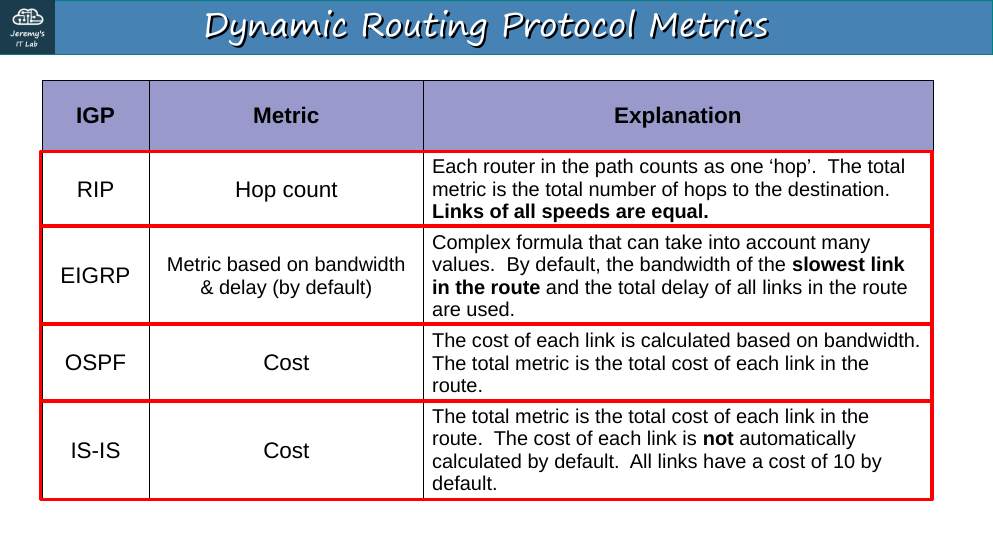 Jeremy's
IT Lab
Dynamic Routing Protocol Metrics
IGP
Metric
Explanation
RIP
Hop count
Each router in the path counts as one ‘hop’.  The total
metric is the total number of hops to the destination.
Links of all speeds are equal.
EIGRP
Metric based on bandwidth
& delay (by default)
Complex formula that can take into account many
values.  By default, the bandwidth of the slowest link
in the route and the total delay of all links in the route
are used.
OSPF
Cost
The cost of each link is calculated based on bandwidth.
The total metric is the total cost of each link in the
route.
IS-IS
Cost
The total metric is the total cost of each link in the
route.  The cost of each link is not automatically
calculated by default.  All links have a cost of 10 by
default.